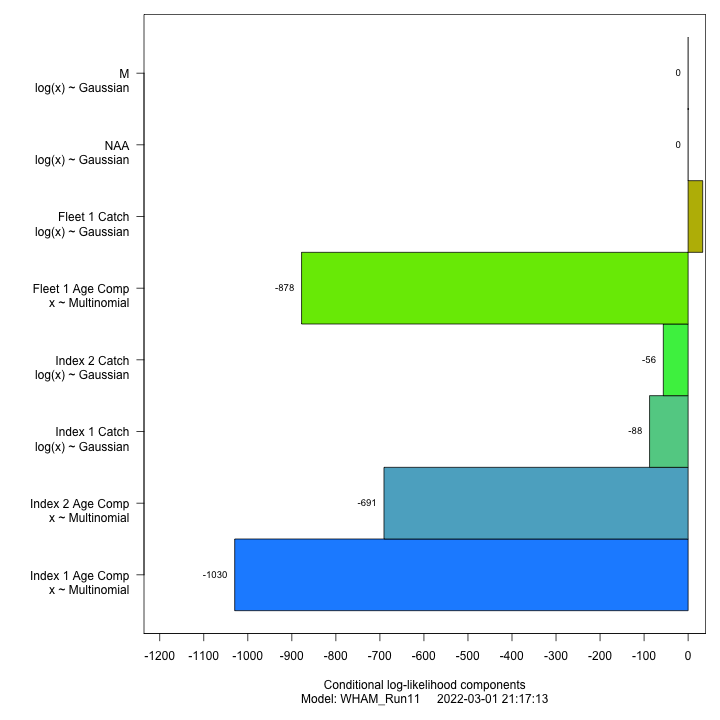 M
log(x) ~ Gaussian
0
NAA
log(x) ~ Gaussian
0
Fleet 1 Catch
log(x) ~ Gaussian
Fleet 1 Age Comp
x ~ Multinomial
-878
Index 2 Catch
log(x) ~ Gaussian
-56
Index 1 Catch
log(x) ~ Gaussian
-88
Index 2 Age Comp
x ~ Multinomial
-691
Index 1 Age Comp
x ~ Multinomial
-1030
-1200 -1100 -1000 -900 -800 -700 -600 -500 -400 -300 -200 -100 0
Conditional log-likelihood components
Model: WHAM_Run11 2022-03-01 21:17:13